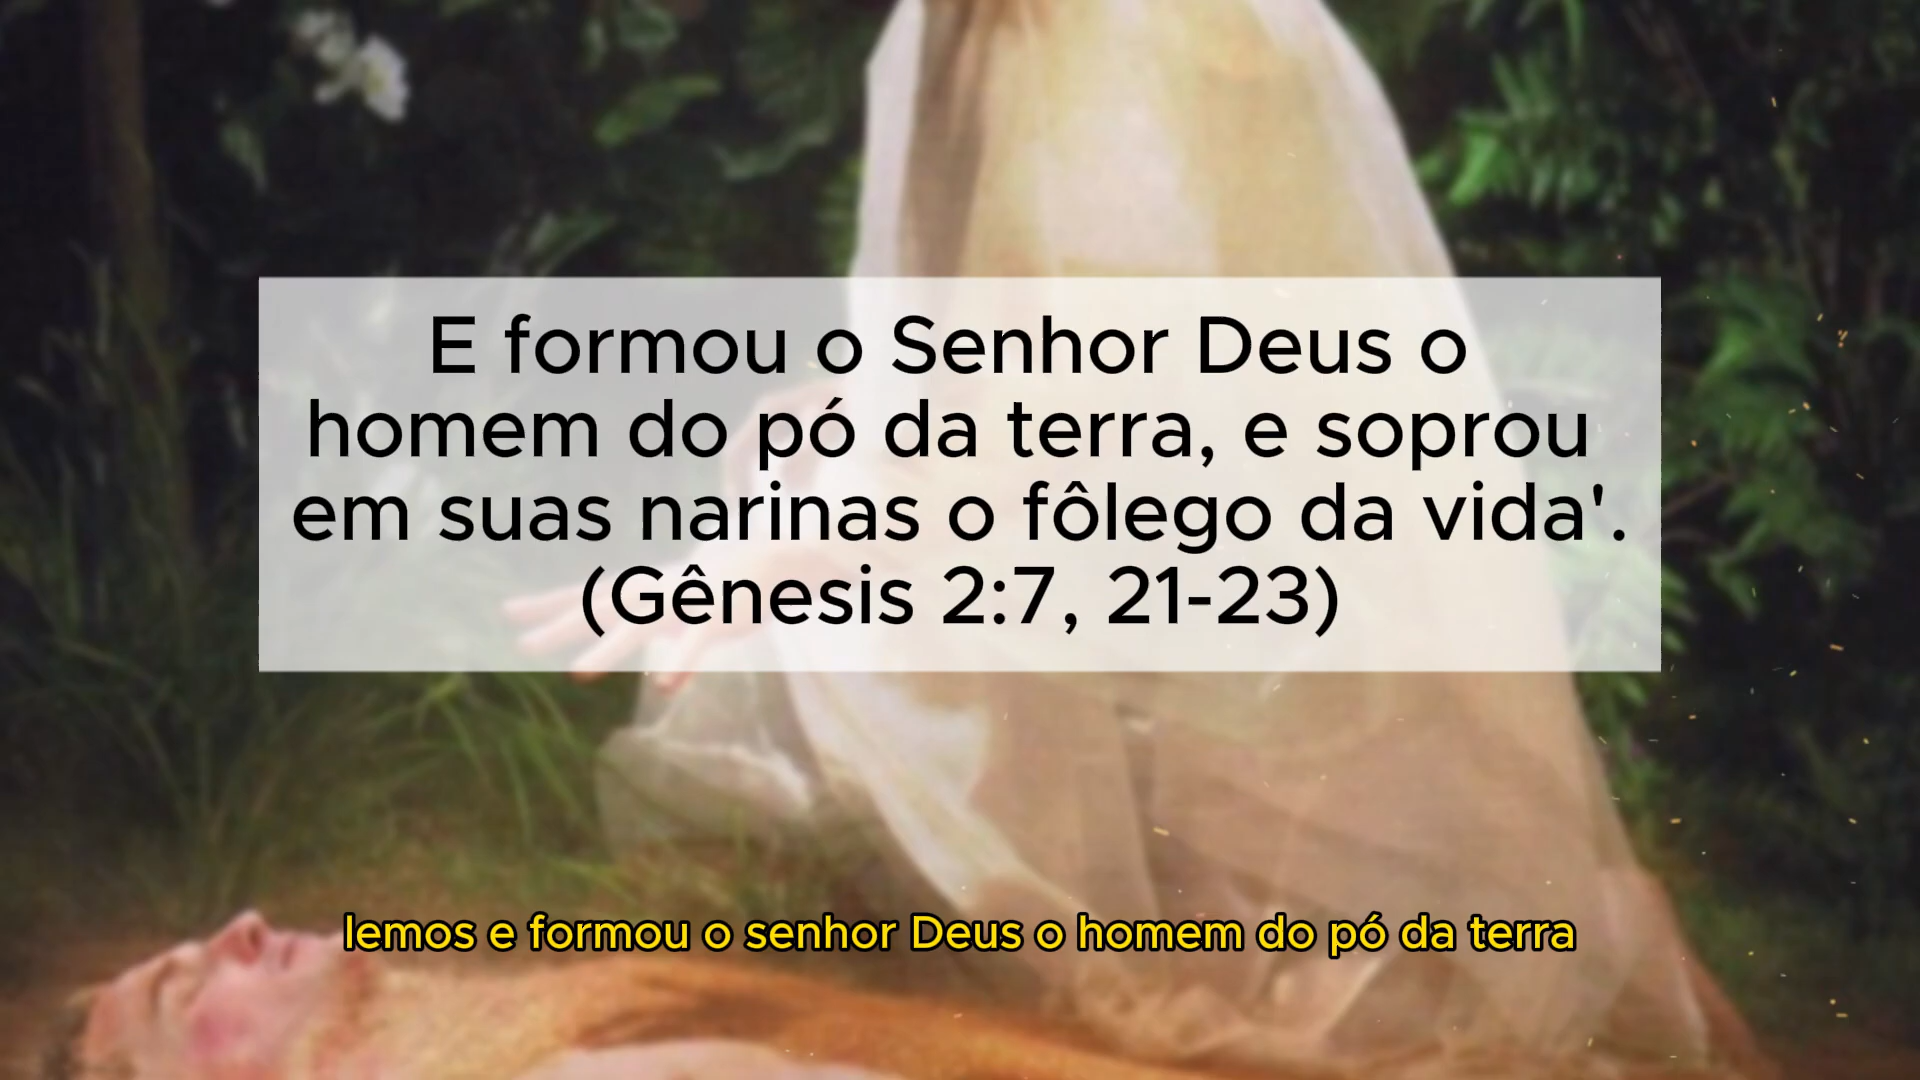 E formou o Senhor Deus o
homem do pó da terra, e soprou
em suas narinas o fôlego da vida'.
(Gênesis 2:7, 21-23)
lemos e formou o senhor Deus o homem do pó da terra